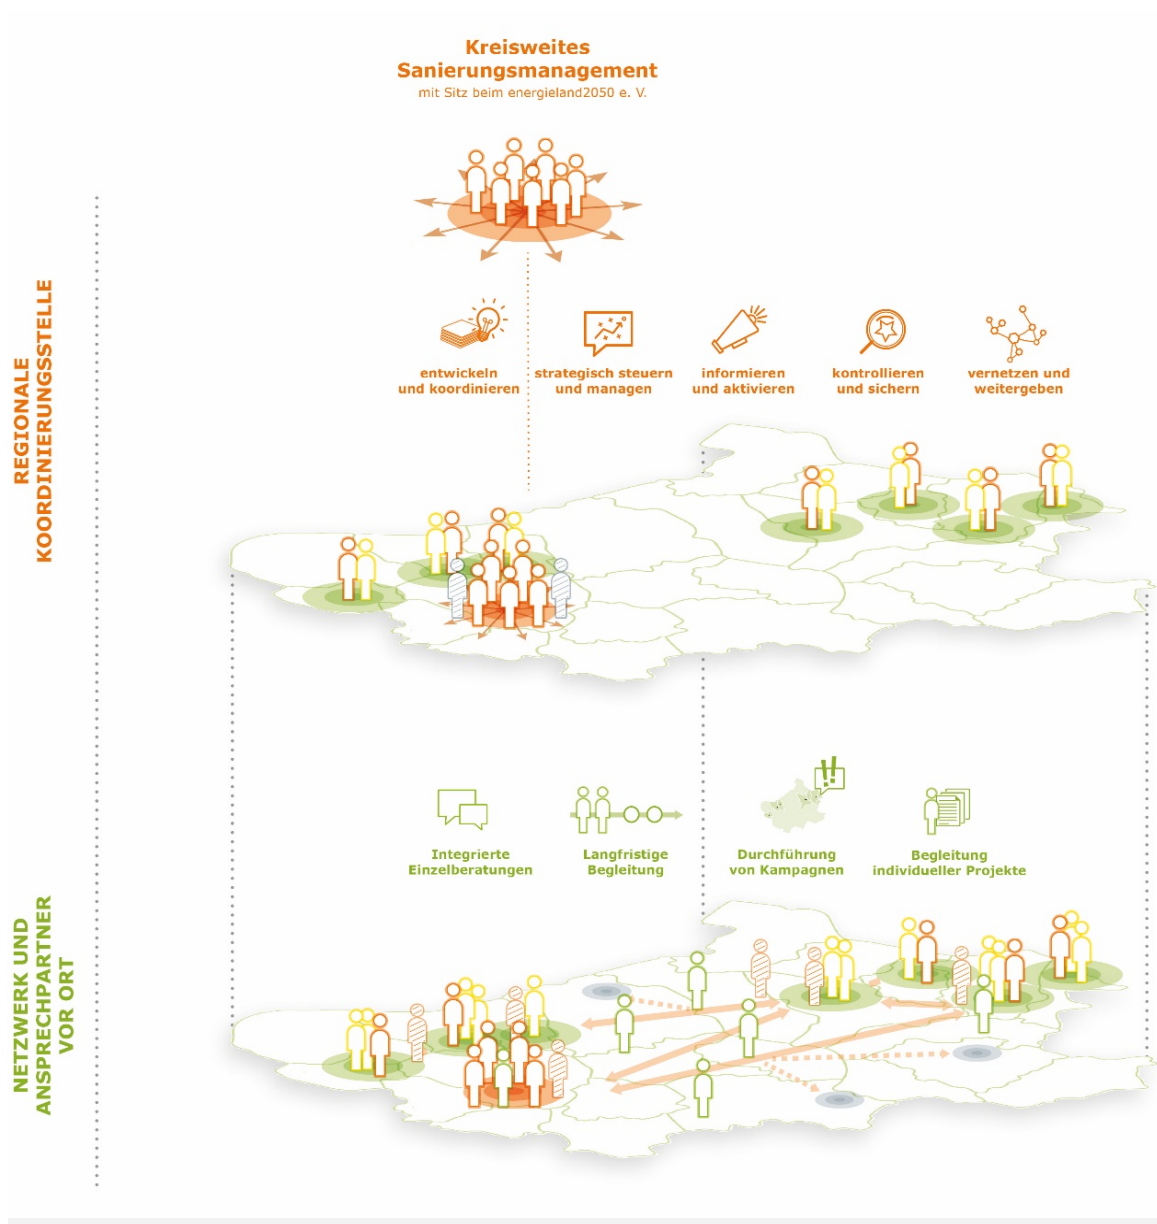 Kreisweites
Sanierungsmanagement
mit Sitz beim energieland2050 e. V.
REGIONALE
KOORDINIERUNGSSTELLE
entwickeln
und koordinieren
strategisch steuern
und managen
informieren
und aktivieren
kontrollieren
und sichern
vernetzen und
weitergeben
NETZWERK UND
ANSPRECHPARTNER
VOR ORT
!!
Integrierte
Einzelberatungen
Langfristige
Begleitung
Durchführung
von Kampagnen
Begleitung
individueller Projekte